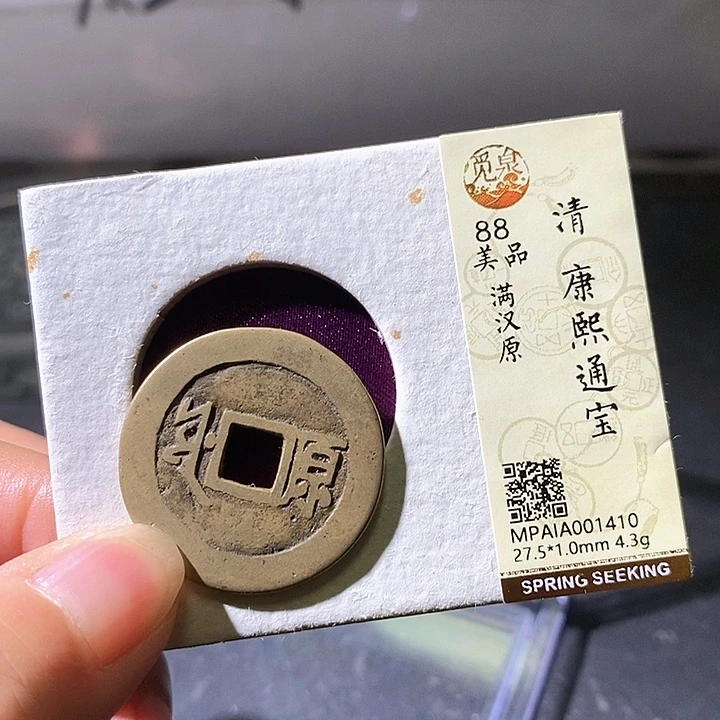 觅泉
清 康熙通宝
88
美品
满汉原
MPAIA001410
27.5*1.0mm 4.3g
SPRING SEEKING
原